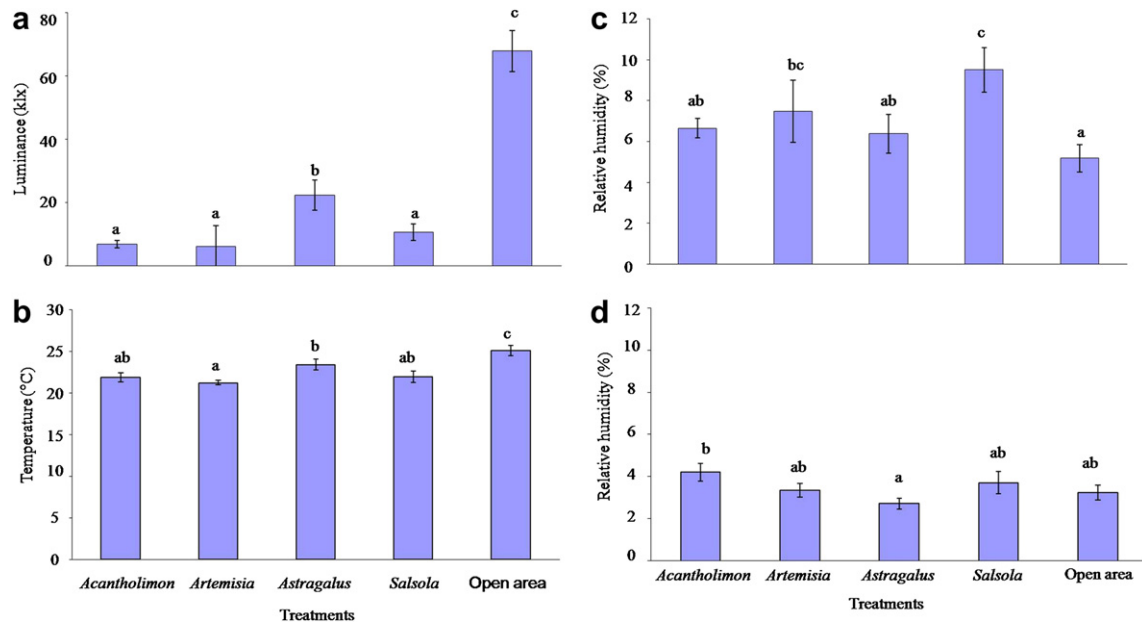 a
Luminance (klx)
80
60
40
20
0
a
a
b
a
c
b
Temperature (°C)
30
25
20
15
10
5
0
ab
a
b
ab
c
Acantholimon Artemisia Astragalus Salsola Open area
Treatments
c
Relative humidity (%)
12
10
8
6
4
2
0
ab
bc
ab
c
a
d
Relative humidity (%)
12
10
8
6
4
2
0
b
ab
a
ab
ab
Acantholimon Artemisia Astragalus Salsola Open area
Treatments